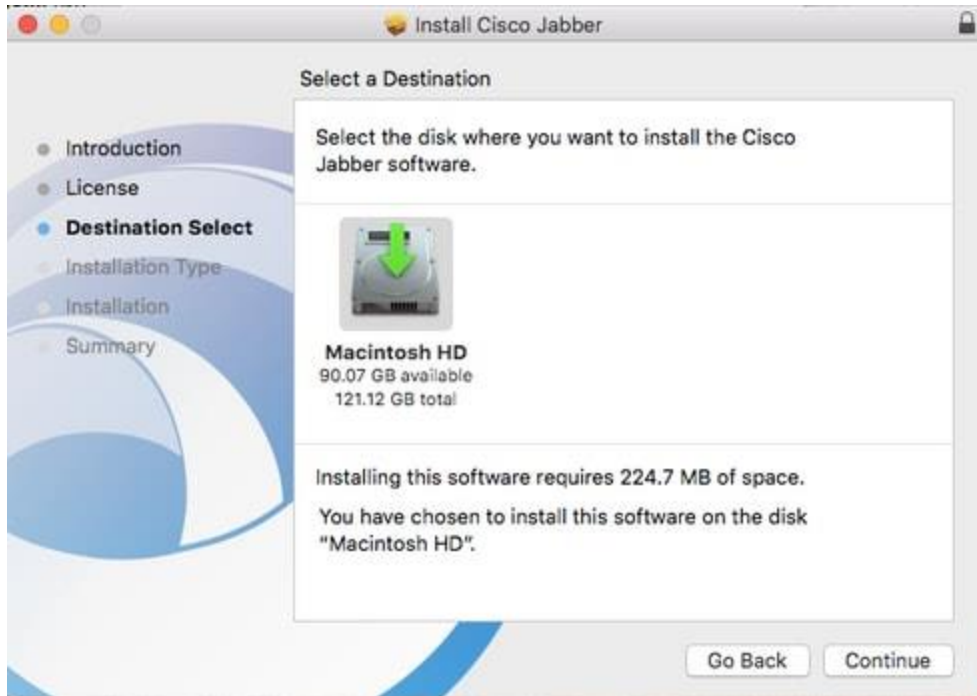 Install Cisco Jabber
Select a Destination
Introduction
License
Destination Select
Installation Type
Installation
Summary
Select the disk where you want to install the Cisco
Jabber software.
Macintosh HD
90.07 GB available
121.12 GB total
Installing this software requires 224.7 MB of space.
You have chosen to install this software on the disk
“Macintosh HD”.
Go Back
Continue